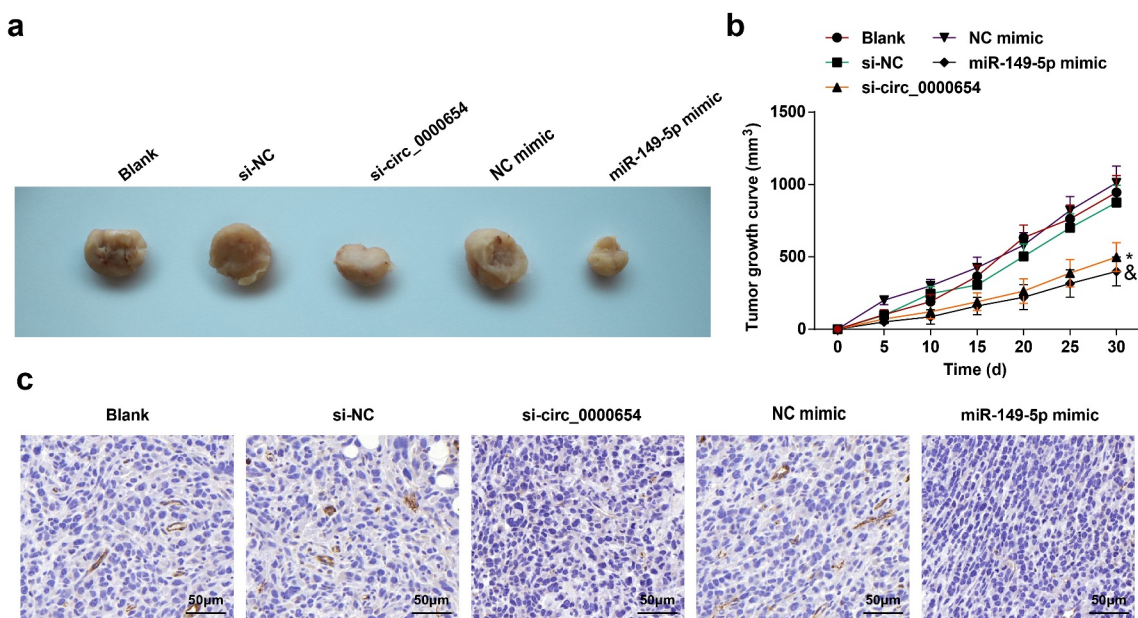 a
Blank
si-NC
si-circ_0000654
NC mimic
miR-149-5p mimic
b
Blank NC mimic
si-NC miR-149-5p mimic
si-circ_0000654
Tumor growth curve (mm³)
1500
1000
500
0
*
&
0 5 10 15 20 25 30
Time (d)
c
Blank si-NC si-circ_0000654 NC mimic miR-149-5p mimic
50μm 50μm 50μm 50μm 50μm